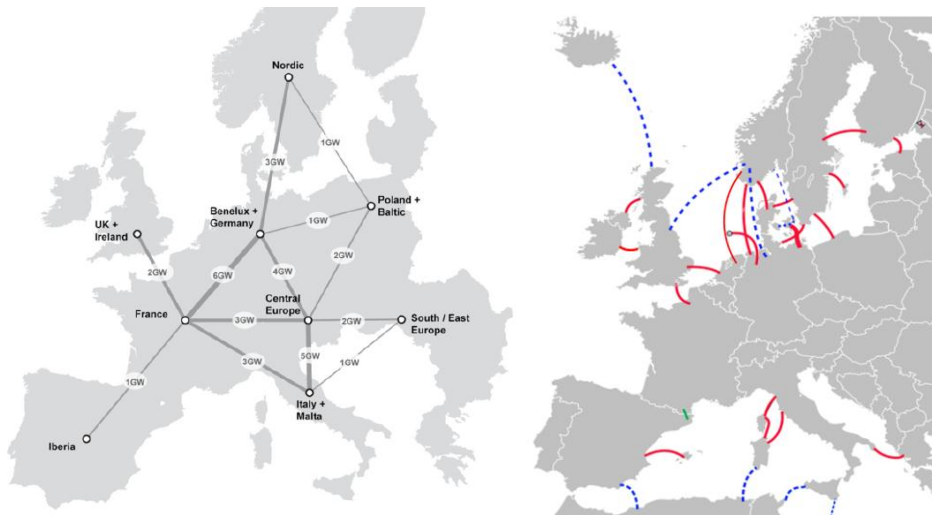 Nordic
1GW
3GW
Poland +
Baltic
Benelux +
Germany
1GW
UK +
Ireland
2GW
6GW
4GW
2GW
France
3GW
Central
Europe
2GW
South / East
Europe
3GW
5GW
1GW
1GW
Italy +
Malta
Iberia